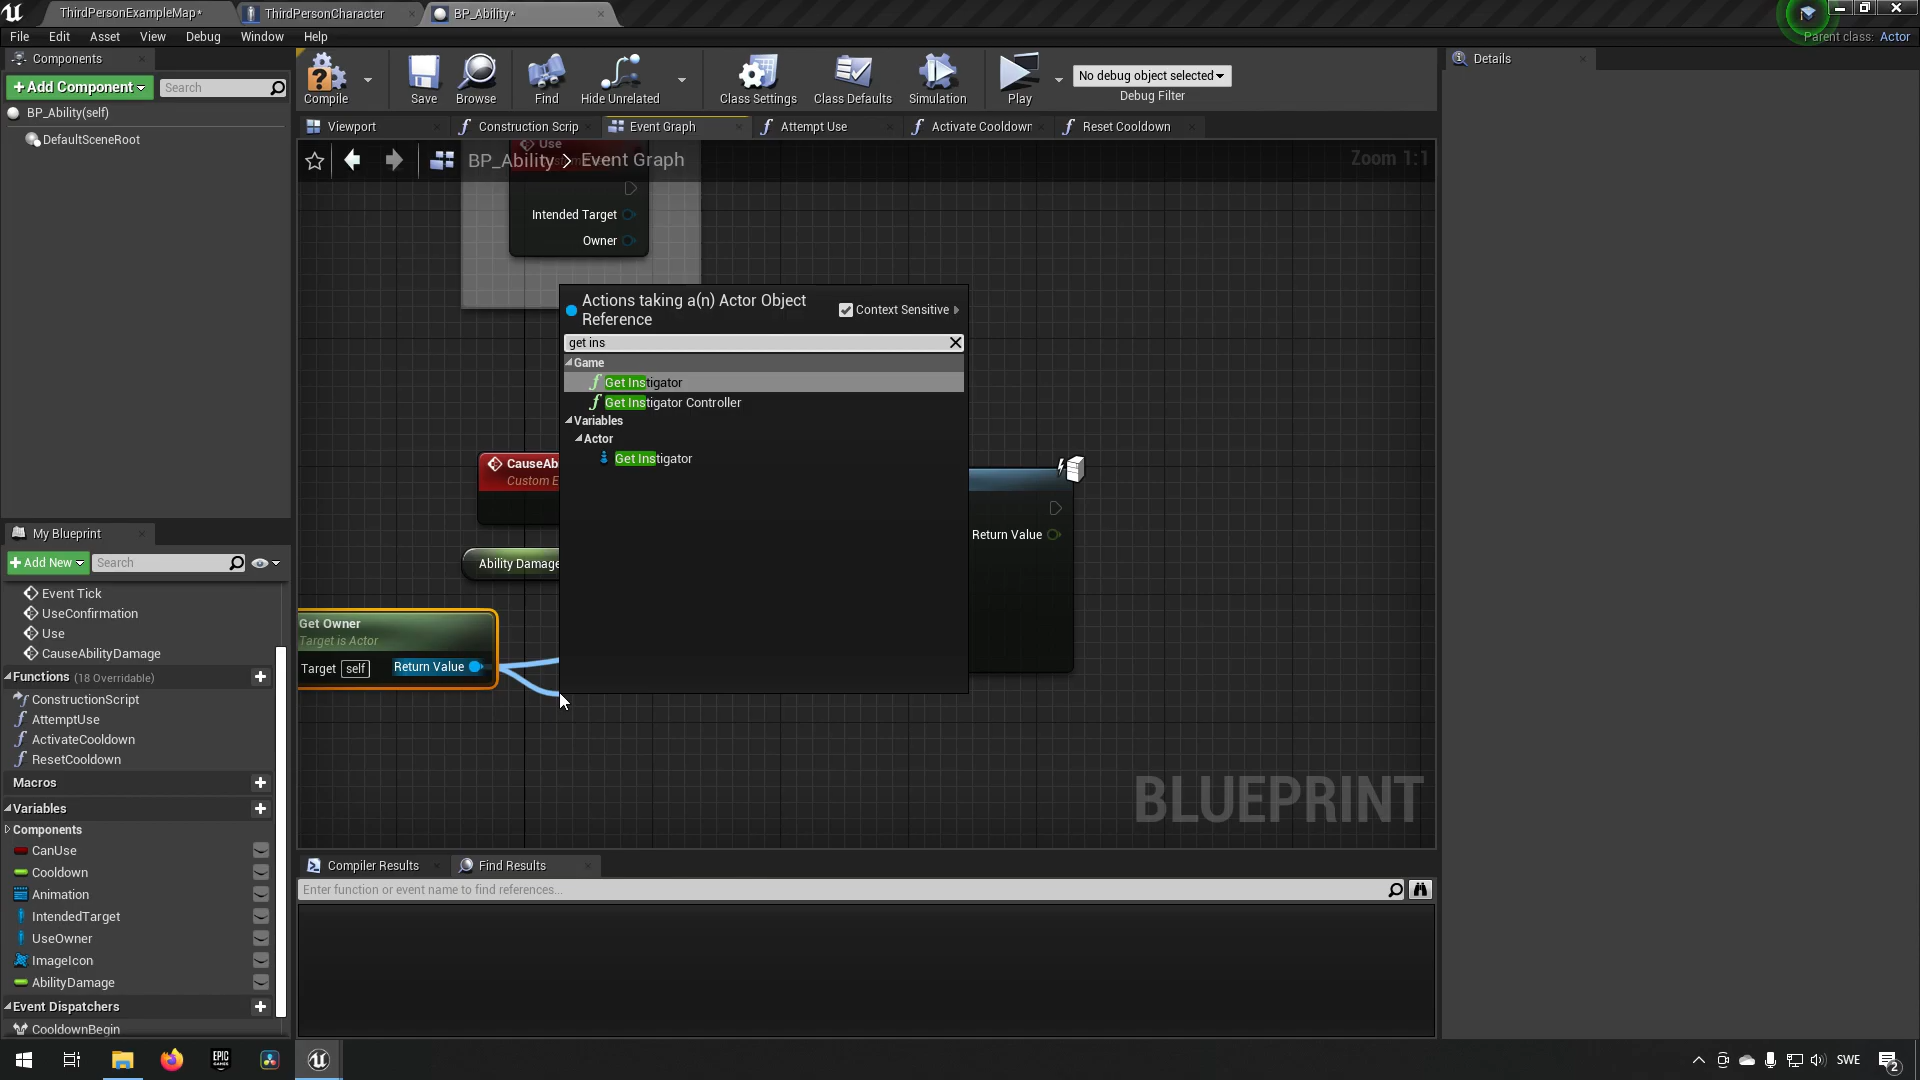 ThirdPersonExampleMap*
ThirdPersonCharacter
BP_Ability*
File Edit Asset View Debug Window Help
Parent class: Actor
Components
+Add Component
Search
BP_Ability(self)
DefaultSceneRoot
Compile
Save
Browse
Find
Hide Unrelated
Class Settings
Class Defaults
Simulation
Play
No debug object selected
Debug Filter
Details
Viewport
Construction Scrip
Event Graph
Attempt Use
Activate Cooldown
Reset Cooldown
BP_Ability > Event Graph
Zoom 1:1
Use
Intended Target
Owner
Actions taking a(n) Actor Object
Reference
Context Sensitive
get ins
Game
Get Instigator
Get Instigator Controller
Variables
Actor
Get Instigator
CauseAb
Custom E
Ability Damage
Get Owner
Target is Actor
Target self
Return Value
Return Value
BLUEPRINT
My Blueprint
+Add New
Search
Event Tick
UseConfirmation
Use
CauseAbilityDamage
Functions (18 Overridable)
ConstructionScript
AttemptUse
ActivateCooldown
ResetCooldown
Macros
Variables
Components
CanUse
Cooldown
Animation
IntendedTarget
UseOwner
ImageIcon
AbilityDamage
Event Dispatchers
CooldownBegin
Compiler Results
Find Results
Enter function or event name to find references...
EPIC
GAMES
SWE
2